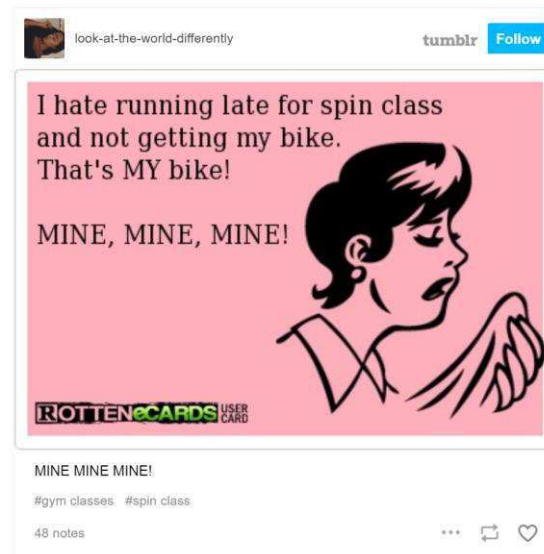 look-at-the-world-differently
tumblr
Follow
I hate running late for spin class
and not getting my bike.
That's MY bike!
MINE, MINE, MINE!
ROTTENeCARDS USER
CARD
MINE MINE MINE!
#gym classes #spin class
48 notes